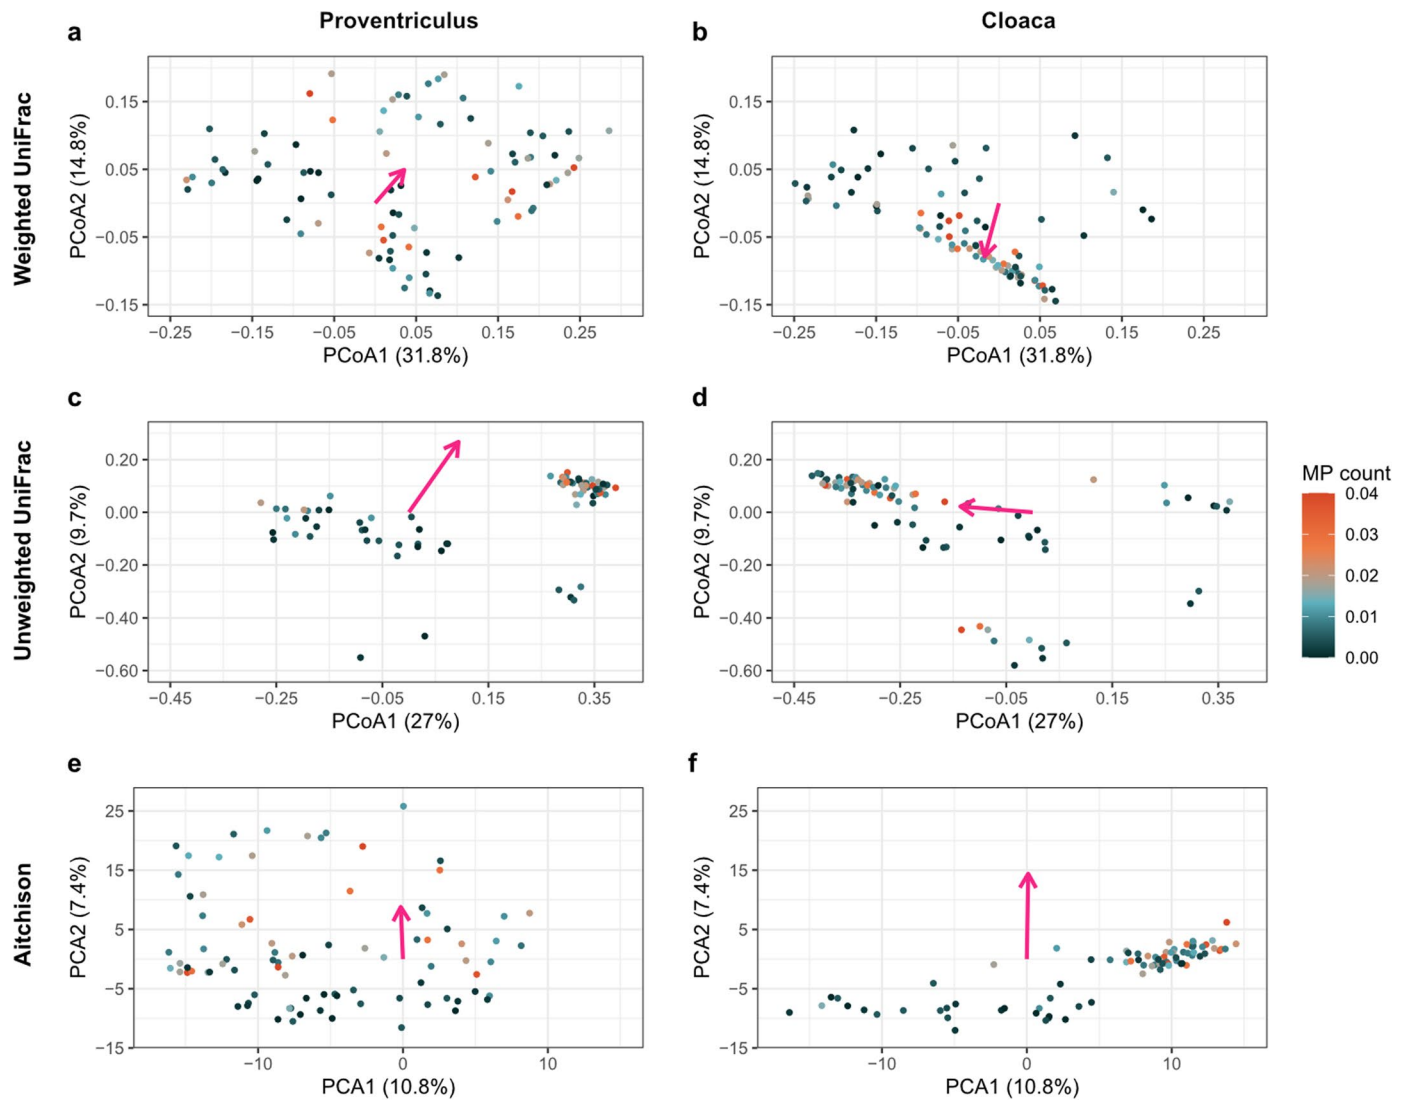 Proventriculus
Cloaca
a
b
Weighted UniFrac
PCoA2 (14.8%)
0.15
0.05
−0.05
−0.15
−0.25
−0.15
−0.05
0.05
0.15
0.25
PCoA1 (31.8%)
PCoA2 (14.8%)
0.15
0.05
−0.05
−0.15
−0.25
−0.15
−0.05
0.05
0.15
0.25
PCoA1 (31.8%)
c
d
Unweighted UniFrac
PCoA2 (9.7%)
0.20
0.00
−0.20
−0.40
−0.60
−0.45
−0.25
−0.05
0.15
0.35
PCoA1 (27%)
PCoA2 (9.7%)
0.20
0.00
−0.20
−0.40
−0.60
−0.45
−0.25
−0.05
0.15
0.35
PCoA1 (27%)
MP count
0.04
0.03
0.02
0.01
0.00
e
f
Aitchison
PCA2 (7.4%)
25
15
5
−5
−15
−10
0
10
PCA1 (10.8%)
PCA2 (7.4%)
25
15
5
−5
−15
−10
0
10
PCA1 (10.8%)